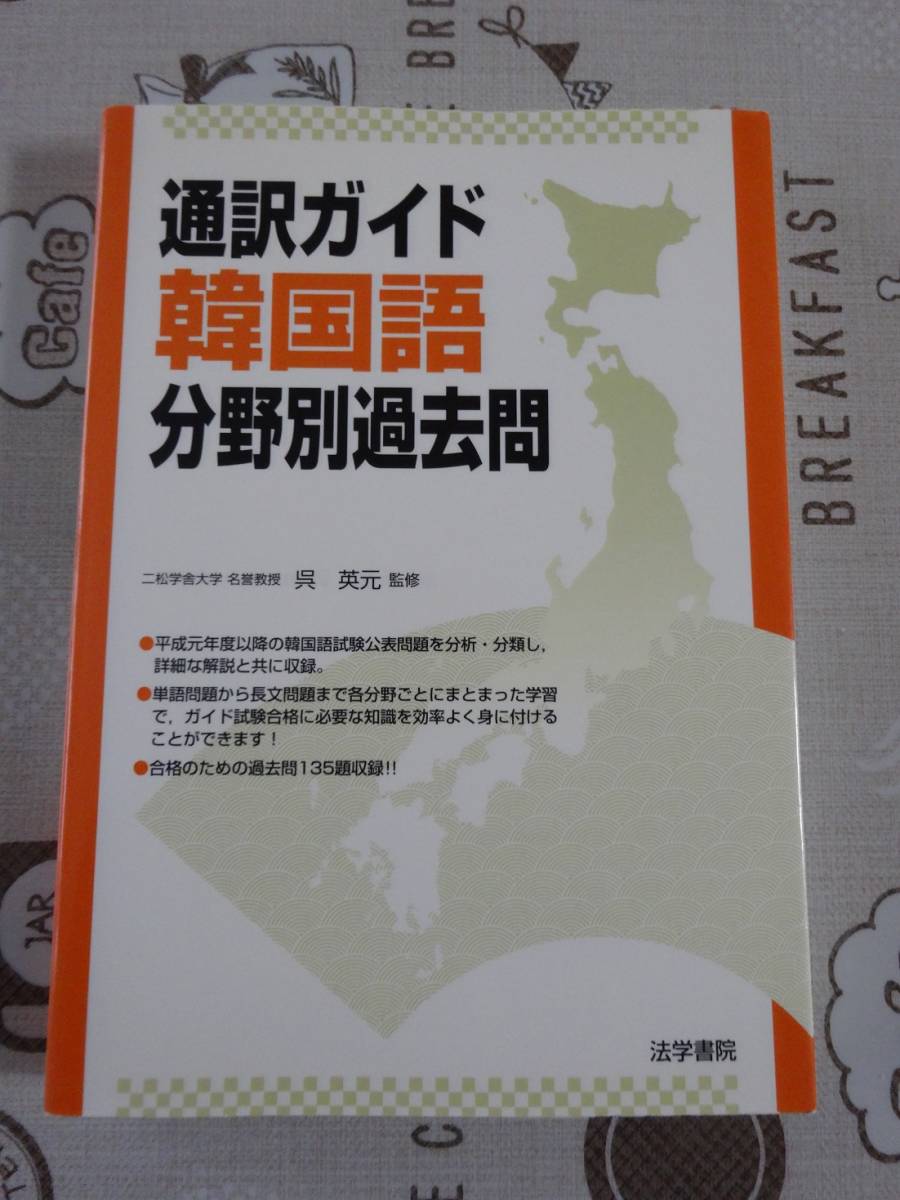 通訳ガイド
韓国語
分野別過去問
二松学舎大学 名誉教授 呉 英元 監修
●平成元年度以降の韓国語試験公表問題を分析・分類し,
詳細な解説と共に収録。
●単語問題から長文問題まで各分野ごとにまとまった学習
で, ガイド試験合格に必要な知識を効率よく身に付ける
ことができます！
●合格のための過去問135題収録!!
法学書院
Cafe
BREAKFAST
JAR